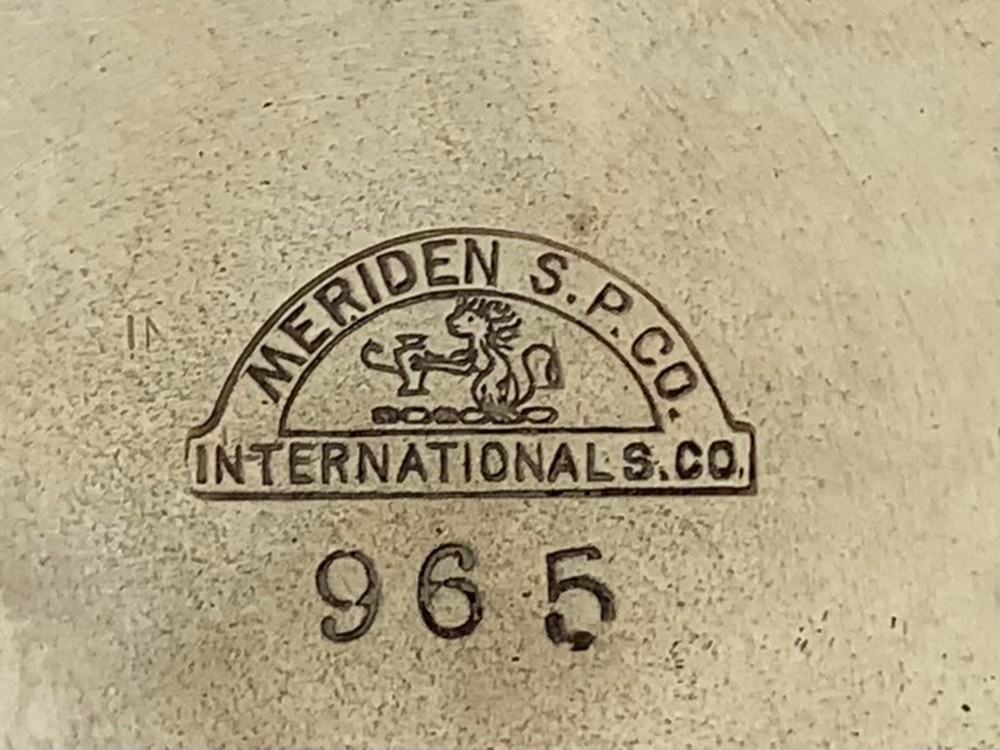 MERIDEN S. P. CO.
INTERNATIONAL S. CO.
965